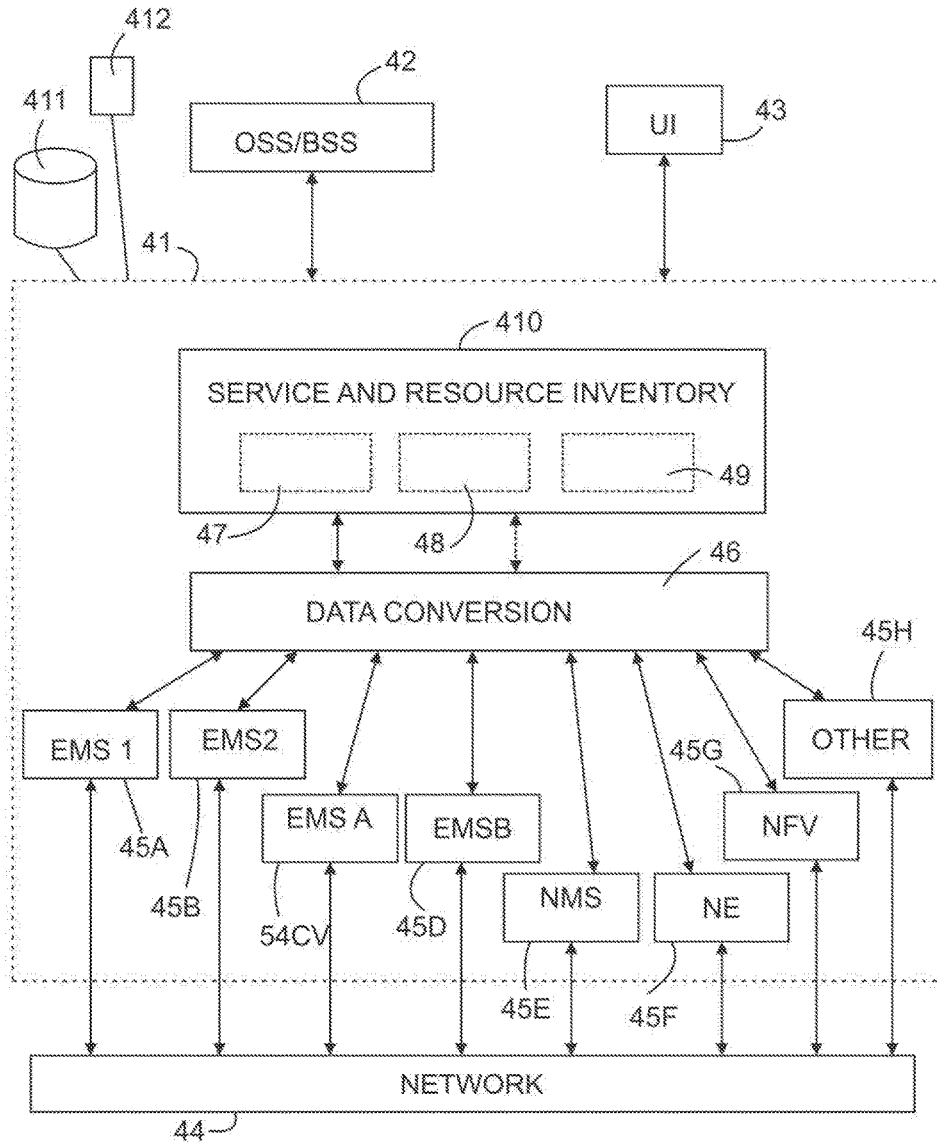 412
42
411
OSS/BSS
UI
43
41
410
SERVICE AND RESOURCE INVENTORY
47
48
49
46
DATA CONVERSION
45H
EMS 1
EMS2
45G
OTHER
45A
EMS A
EMSB
NFV
45B
54CV
45D
NMS
NE
45E
45F
NETWORK
44